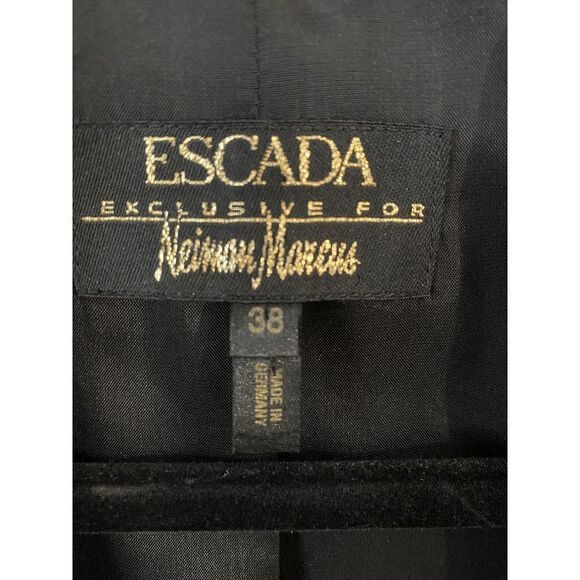 ESCADA
EXCLUSIVE FOR
Neiman Marcus
38
MADE IN
GERMANY